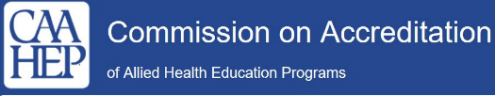 CAA
HEP
Commission on Accreditation
of Allied Health Education Programs